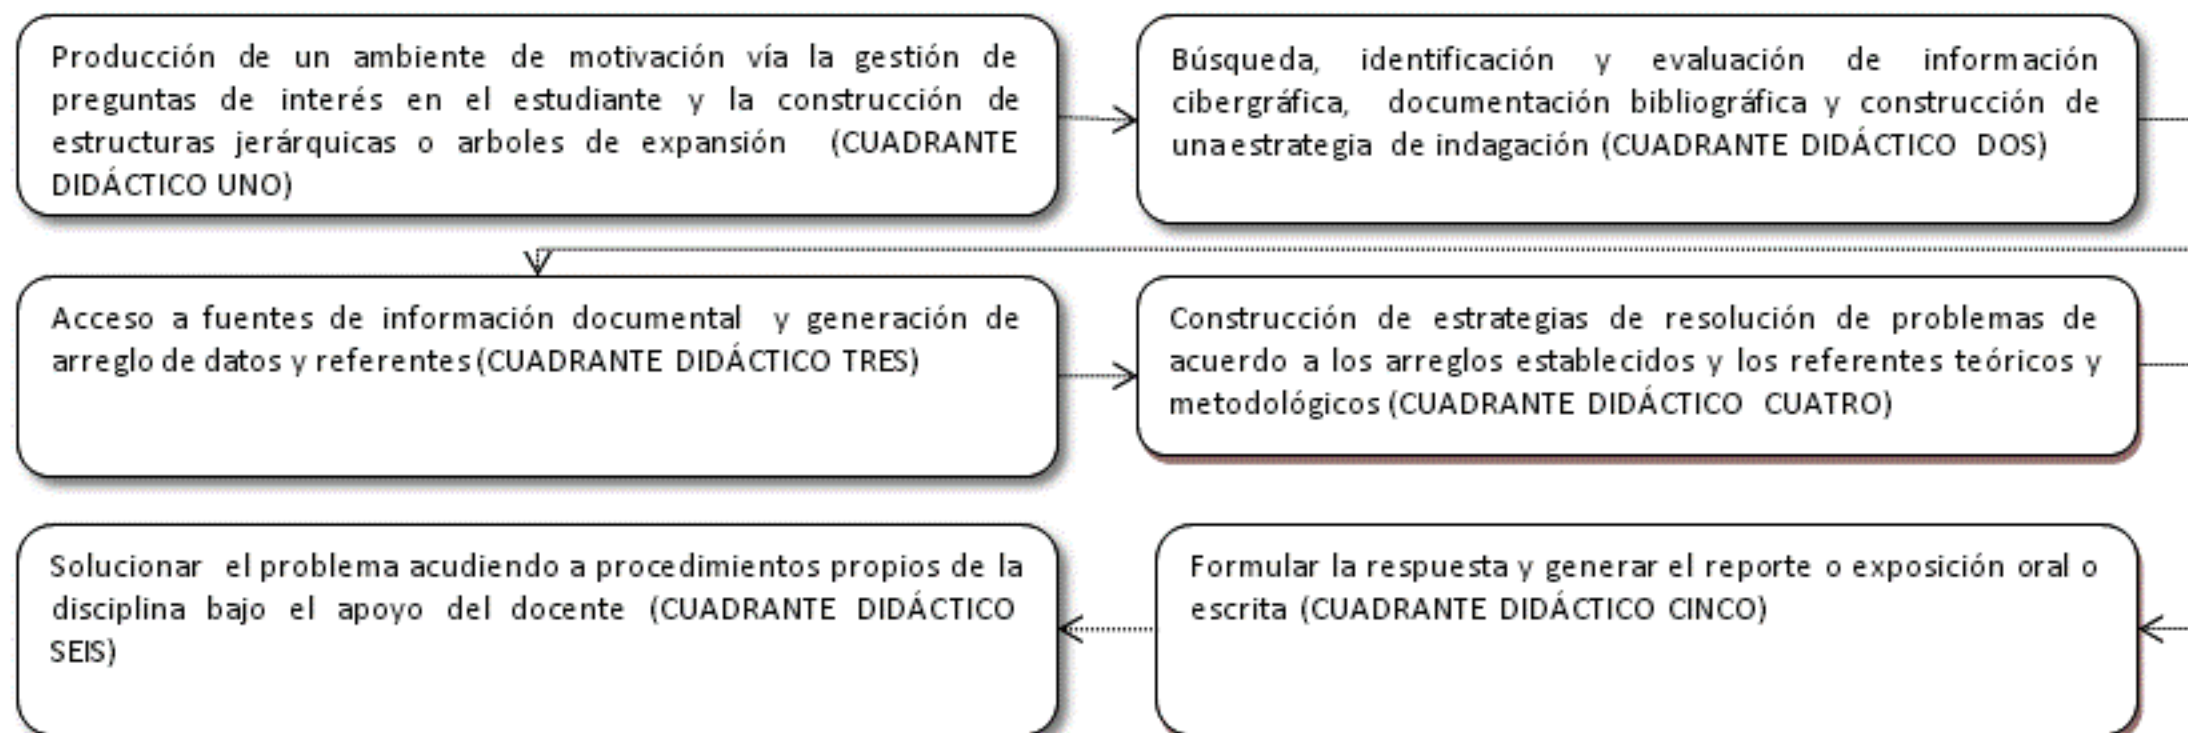 Producción de un ambiente de motivación vía la gestión de
preguntas de interés en el estudiante y la construcción de
estructuras jerárquicas o arboles de expansión (CUADRANTE
DIDÁCTICO UNO)
Búsqueda, identificación y evaluación de información
cibergráfica, documentación bibliográfica y construcción de
una estrategia de indagación (CUADRANTE DIDÁCTICO DOS)
Acceso a fuentes de información documental y generación de
arreglo de datos y referentes (CUADRANTE DIDÁCTICO TRES)
Construcción de estrategias de resolución de problemas de
acuerdo a los arreglos establecidos y los referentes teóricos y
metodológicos (CUADRANTE DIDÁCTICO CUATRO)
Solucionar el problema acudiendo a procedimientos propios de la
disciplina bajo el apoyo del docente (CUADRANTE DIDÁCTICO
SEIS)
Formular la respuesta y generar el reporte o exposición oral o
escrita (CUADRANTE DIDÁCTICO CINCO)